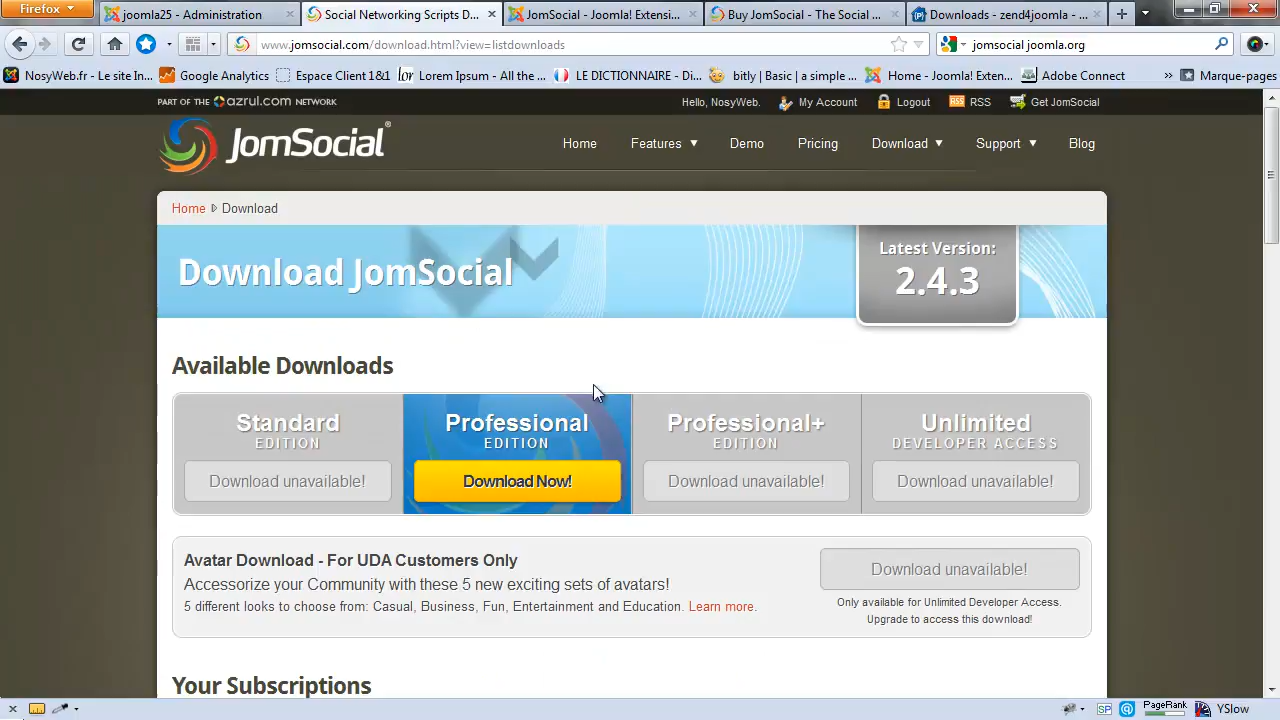 Firefox
joomla25 - Administration
Social Networking Scripts D...
JomSocial - Joomla! Extensi...
Buy JomSocial - The Social ...
Downloads - zend4joomla - ...
www.jomsocial.com/download.html?view=listdownloads
jomsocial joomla.org
NosyWeb.fr - Le site In...
Google Analytics
Espace Client 1&1
Lorem Ipsum - All the ...
LE DICTIONNAIRE - Di...
bitly | Basic | a simple ...
Home - Joomla! Exten...
Adobe Connect
»
Marque-pages
PART OF THE azrul.com NETWORK
Hello, NosyWeb.
My Account
Logout
RSS
Get JomSocial
JomSocial®
Home
Features
Demo
Pricing
Download
Support
Blog
Home
Download
Download JomSocial
Latest Version:
2.4.3
Available Downloads
Standard
EDITION
Download unavailable!
Professional
EDITION
Download Now!
Professional+
EDITION
Download unavailable!
Unlimited
DEVELOPER ACCESS
Download unavailable!
Avatar Download - For UDA Customers Only
Accessorize your Community with these 5 new exciting sets of avatars!
5 different looks to choose from: Casual, Business, Fun, Entertainment and Education. Learn more.
Download unavailable!
Only available for Unlimited Developer Access.
Upgrade to access this download!
Your Subscriptions
SP
PageRank
YSlow